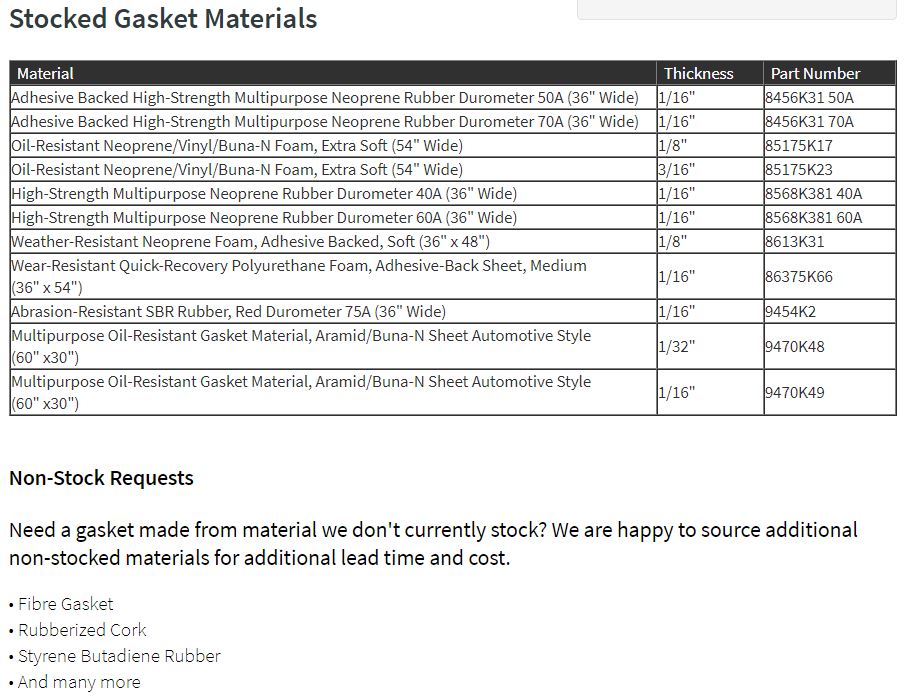 Stocked Gasket Materials
Material Thickness Part Number
Adhesive Backed High-Strength Multipurpose Neoprene Rubber Durometer 50A (36" Wide) 1/16" 8456K31 50A
Adhesive Backed High-Strength Multipurpose Neoprene Rubber Durometer 70A (36" Wide) 1/16" 8456K31 70A
Oil-Resistant Neoprene/Vinyl/Buna-N Foam, Extra Soft (54" Wide) 1/8" 85175K17
Oil-Resistant Neoprene/Vinyl/Buna-N Foam, Extra Soft (54" Wide) 3/16" 85175K23
High-Strength Multipurpose Neoprene Rubber Durometer 40A (36" Wide) 1/16" 8568K381 40A
High-Strength Multipurpose Neoprene Rubber Durometer 60A (36" Wide) 1/16" 8568K381 60A
Weather-Resistant Neoprene Foam, Adhesive Backed, Soft (36" x 48") 1/8" 8613K31
Wear-Resistant Quick-Recovery Polyurethane Foam, Adhesive-Back Sheet, Medium
(36" x 54") 1/16" 86375K66
Abrasion-Resistant SBR Rubber, Red Durometer 75A (36" Wide) 1/16" 9454K2
Multipurpose Oil-Resistant Gasket Material, Aramid/Buna-N Sheet Automotive Style
(60" x30") 1/32" 9470K48
Multipurpose Oil-Resistant Gasket Material, Aramid/Buna-N Sheet Automotive Style
(60" x30") 1/16" 9470K49
Non-Stock Requests
Need a gasket made from material we don't currently stock? We are happy to source additional
non-stocked materials for additional lead time and cost.
• Fibre Gasket
• Rubberized Cork
• Styrene Butadiene Rubber
• And many more